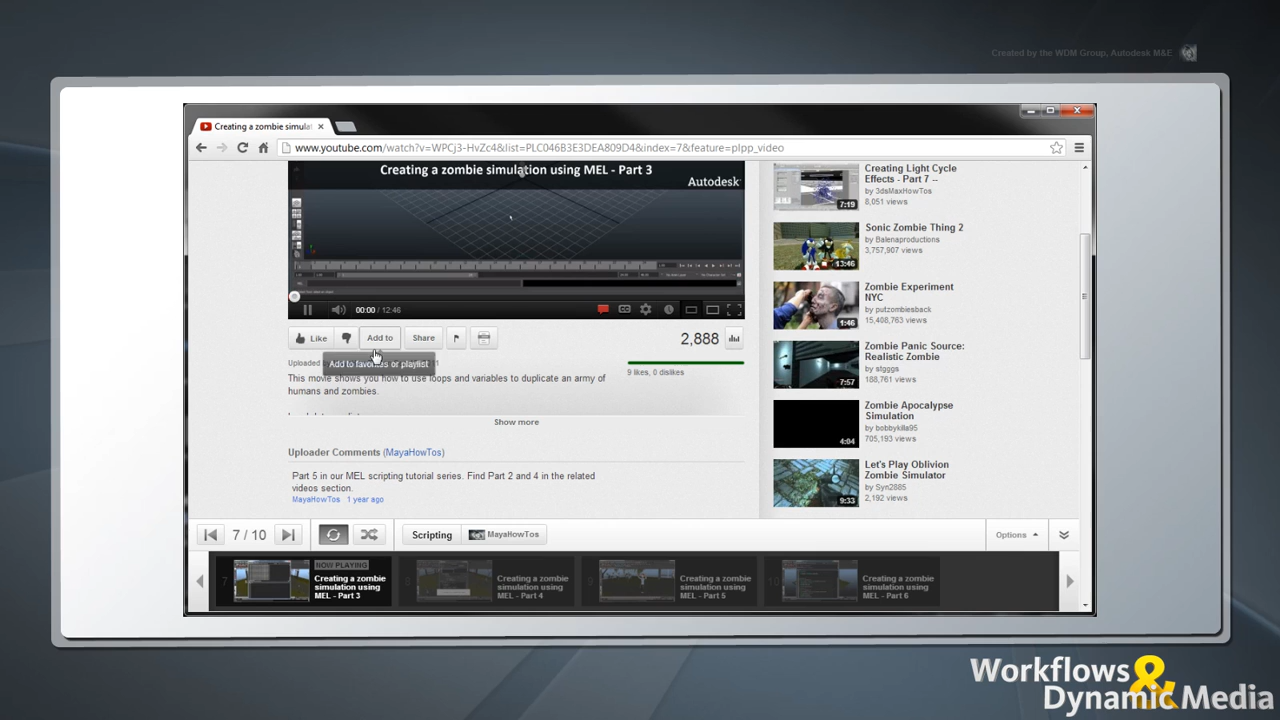 Created by the WDM Group, Autodesk M&E
Creating a zombie simula
www.youtube.com/watch?v=WPCj3-HvZc4&list=PLC046B3E3DEA809D4&index=7&feature=plpp_video
Creating a zombie simulation using MEL - Part 3
Autodesk
00:00 / 12:46
Like
Add to
Share
2,888
Uploaded
Add to favorites or playlist
9 likes, 0 dislikes
This movie shows you how to use loops and variables to duplicate an army of
humans and zombies.
Show more
Uploader Comments (MayaHowTos)
Part 5 in our MEL scripting tutorial series. Find Part 2 and 4 in the related
videos section.
MayaHowTos 1 year ago
Creating Light Cycle
Effects - Part 7 --
by 3dsMaxHowTos
8,051 views
7:19
Sonic Zombie Thing 2
by Balenaproductions
3,757,907 views
13:46
Zombie Experiment
NYC
by putzombiesback
15,408,763 views
1:46
Zombie Panic Source:
Realistic Zombie
by sfgggs
188,761 views
7:57
Zombie Apocalypse
Simulation
by bobbykilla95
705,193 views
4:04
Let's Play Oblivion
Zombie Simulator
by Syn2885
2,192 views
9:33
7 / 10
Scripting
MayaHowTos
Options
7
NOW PLAYING
Creating a zombie
simulation using
MEL - Part 3
8
Creating a zombie
simulation using
MEL - Part 4
9
Creating a zombie
simulation using
MEL - Part 5
10
Creating a zombie
simulation using
MEL - Part 6
Workflows &
Dynamic Media